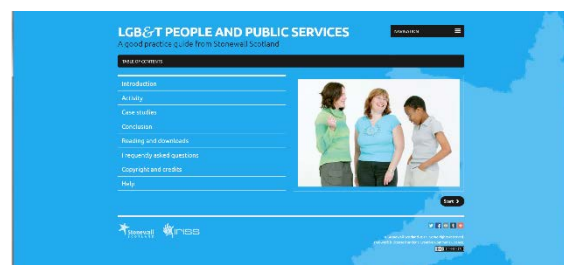 LGB&T PEOPLE AND PUBLIC SERVICES
A good practice guide from Stonewall Scotland
NAVIGATION
TABLE OF CONTENTS
Introduction
Activity
Case studies
Conclusion
Reading and downloads
Frequently asked questions
Copyright and credits
Help
Start
Stonewall
SCOTLAND
iriss